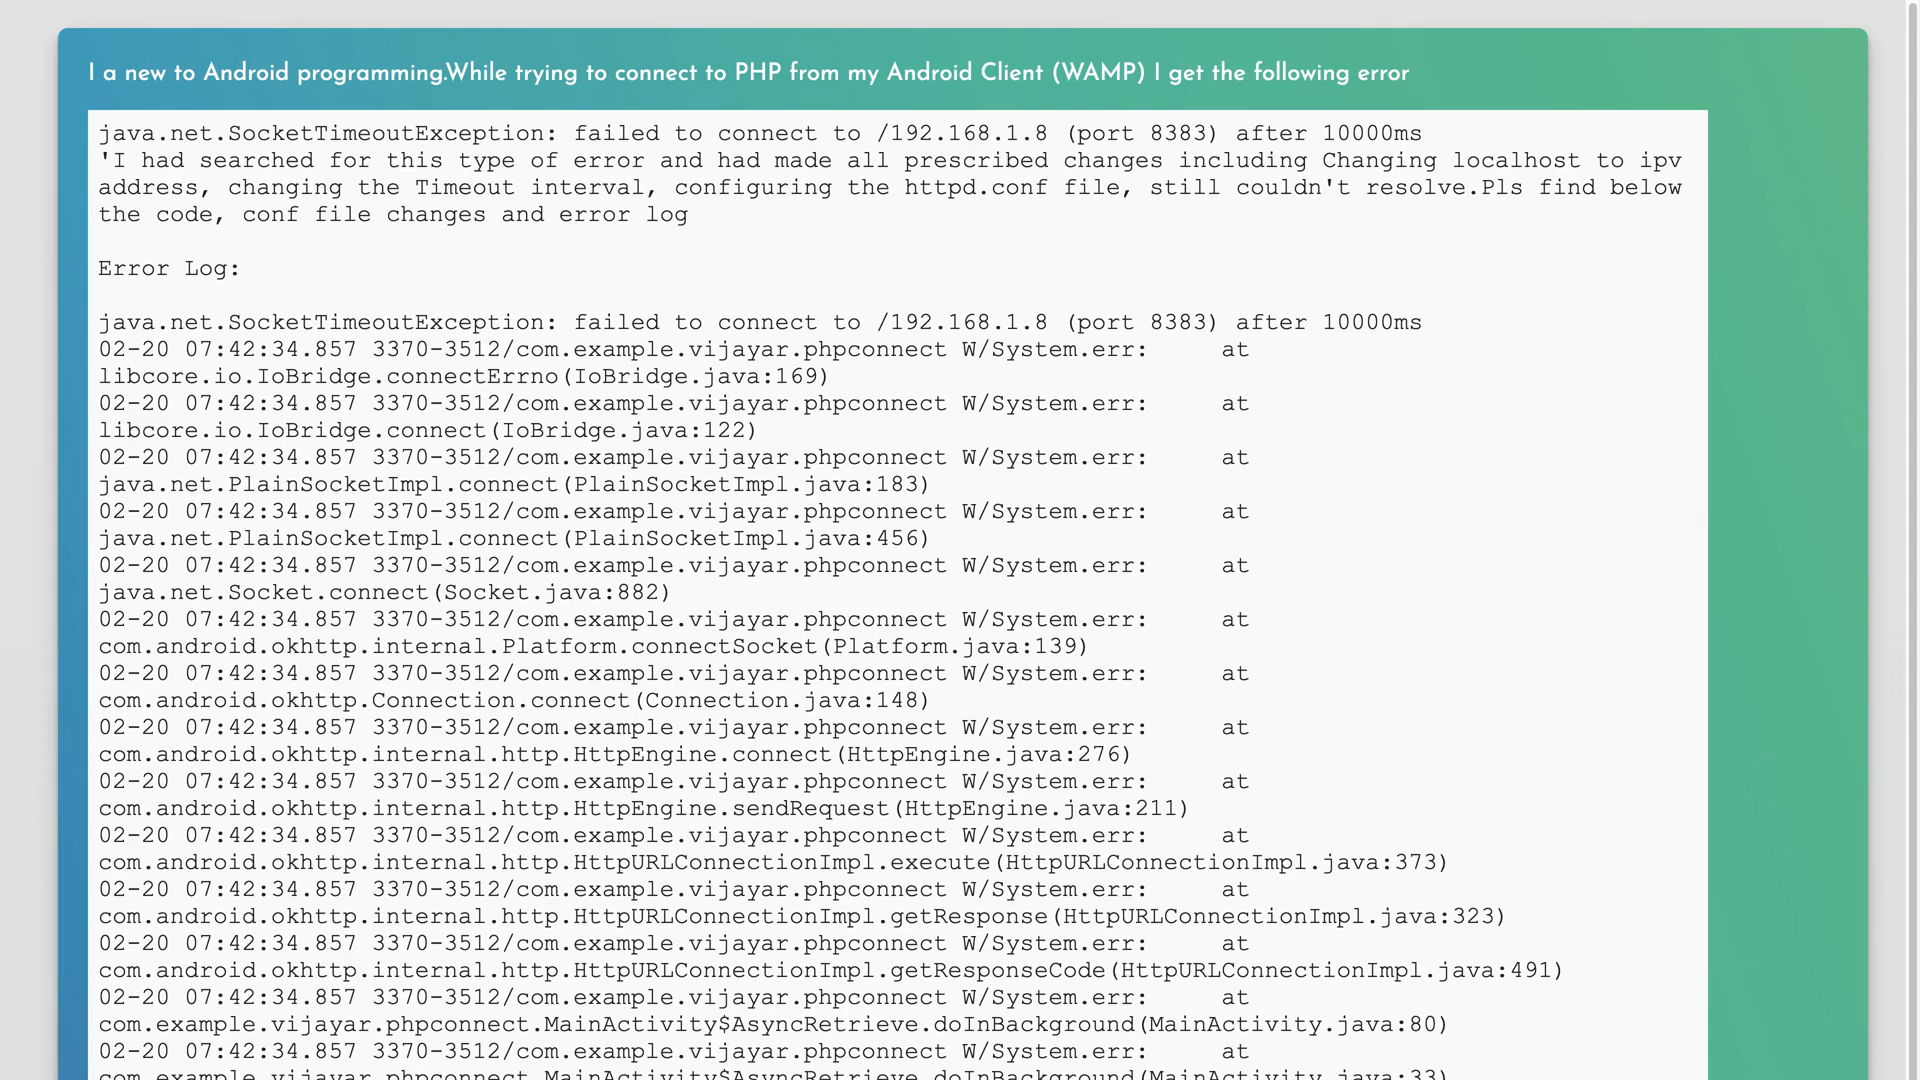 I a new to Android programming.While trying to connect to PHP from my Android Client (WAMP) I get the following error
java.net.SocketTimeoutException: failed to connect to /192.168.1.8 (port 8383) after 10000ms
'I had searched for this type of error and had made all prescribed changes including Changing localhost to ipv
address, changing the Timeout interval, configuring the httpd.conf file, still couldn't resolve.Pls find below
the code, conf file changes and error log
Error Log:
java.net.SocketTimeoutException: failed to connect to /192.168.1.8 (port 8383) after 10000ms
02-20 07:42:34.857 3370-3512/com.example.vijayar.phpconnect W/System.err:     at
libcore.io.IoBridge.connectErrno(IoBridge.java:169)
02-20 07:42:34.857 3370-3512/com.example.vijayar.phpconnect W/System.err:     at
libcore.io.IoBridge.connect(IoBridge.java:122)
02-20 07:42:34.857 3370-3512/com.example.vijayar.phpconnect W/System.err:     at
java.net.PlainSocketImpl.connect(PlainSocketImpl.java:183)
02-20 07:42:34.857 3370-3512/com.example.vijayar.phpconnect W/System.err:     at
java.net.PlainSocketImpl.connect(PlainSocketImpl.java:456)
02-20 07:42:34.857 3370-3512/com.example.vijayar.phpconnect W/System.err:     at
java.net.Socket.connect(Socket.java:882)
02-20 07:42:34.857 3370-3512/com.example.vijayar.phpconnect W/System.err:     at
com.android.okhttp.internal.Platform.connectSocket(Platform.java:139)
02-20 07:42:34.857 3370-3512/com.example.vijayar.phpconnect W/System.err:     at
com.android.okhttp.Connection.connect(Connection.java:148)
02-20 07:42:34.857 3370-3512/com.example.vijayar.phpconnect W/System.err:     at
com.android.okhttp.internal.http.HttpEngine.connect(HttpEngine.java:276)
02-20 07:42:34.857 3370-3512/com.example.vijayar.phpconnect W/System.err:     at
com.android.okhttp.internal.http.HttpEngine.sendRequest(HttpEngine.java:211)
02-20 07:42:34.857 3370-3512/com.example.vijayar.phpconnect W/System.err:     at
com.android.okhttp.internal.http.HttpURLConnectionImpl.execute(HttpURLConnectionImpl.java:373)
02-20 07:42:34.857 3370-3512/com.example.vijayar.phpconnect W/System.err:     at
com.android.okhttp.internal.http.HttpURLConnectionImpl.getResponse(HttpURLConnectionImpl.java:323)
02-20 07:42:34.857 3370-3512/com.example.vijayar.phpconnect W/System.err:     at
com.android.okhttp.internal.http.HttpURLConnectionImpl.getResponseCode(HttpURLConnectionImpl.java:491)
02-20 07:42:34.857 3370-3512/com.example.vijayar.phpconnect W/System.err:     at
com.example.vijayar.phpconnect.MainActivity$AsyncRetrieve.doInBackground(MainActivity.java:80)
02-20 07:42:34.857 3370-3512/com.example.vijayar.phpconnect W/System.err:     at
com.example.vijayar.phpconnect.MainActivity$AsyncRetrieve.doInBackground(MainActivity.java:33)